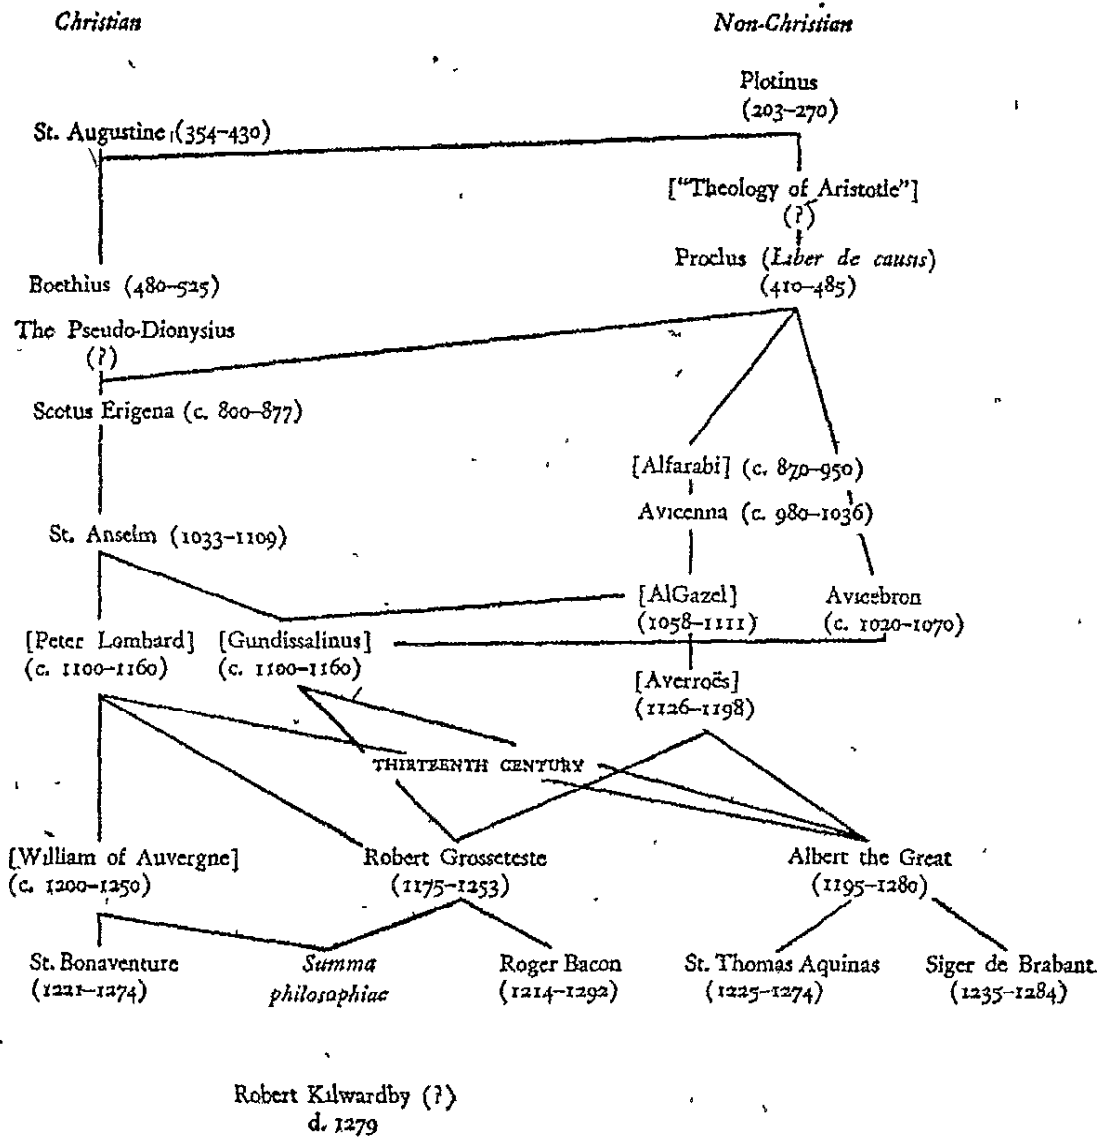 Christian
Non-Christian
Plotinus
(203–270)
St. Augustine (354–430)
["Theology of Aristotle"]
(?)
Proclus (Liber de causis)
(410–485)
Boethius (480–525)
The Pseudo-Dionysius
(?)
Scotus Erigena (c. 800–877)
[Alfarabi] (c. 870–950)
Avicenna (c. 980–1036)
St. Anselm (1033–1109)
[AlGazel]
(1058–1111)
Avicebron
(c. 1020–1070)
[Peter Lombard]
(c. 1100–1160)
[Gundissalinus]
(c. 1100–1160)
[Averroës]
(1126–1198)
THIRTEENTH CENTURY
[William of Auvergne]
(c. 1200–1250)
Robert Grosseteste
(1175–1253)
Albert the Great
(1195–1280)
St. Bonaventure
(1221–1274)
Summa
philosophiae
Roger Bacon
(1214–1292)
St. Thomas Aquinas
(1225–1274)
Siger de Brabant
(1235–1284)
Robert Kilwardby (?)
d. 1279